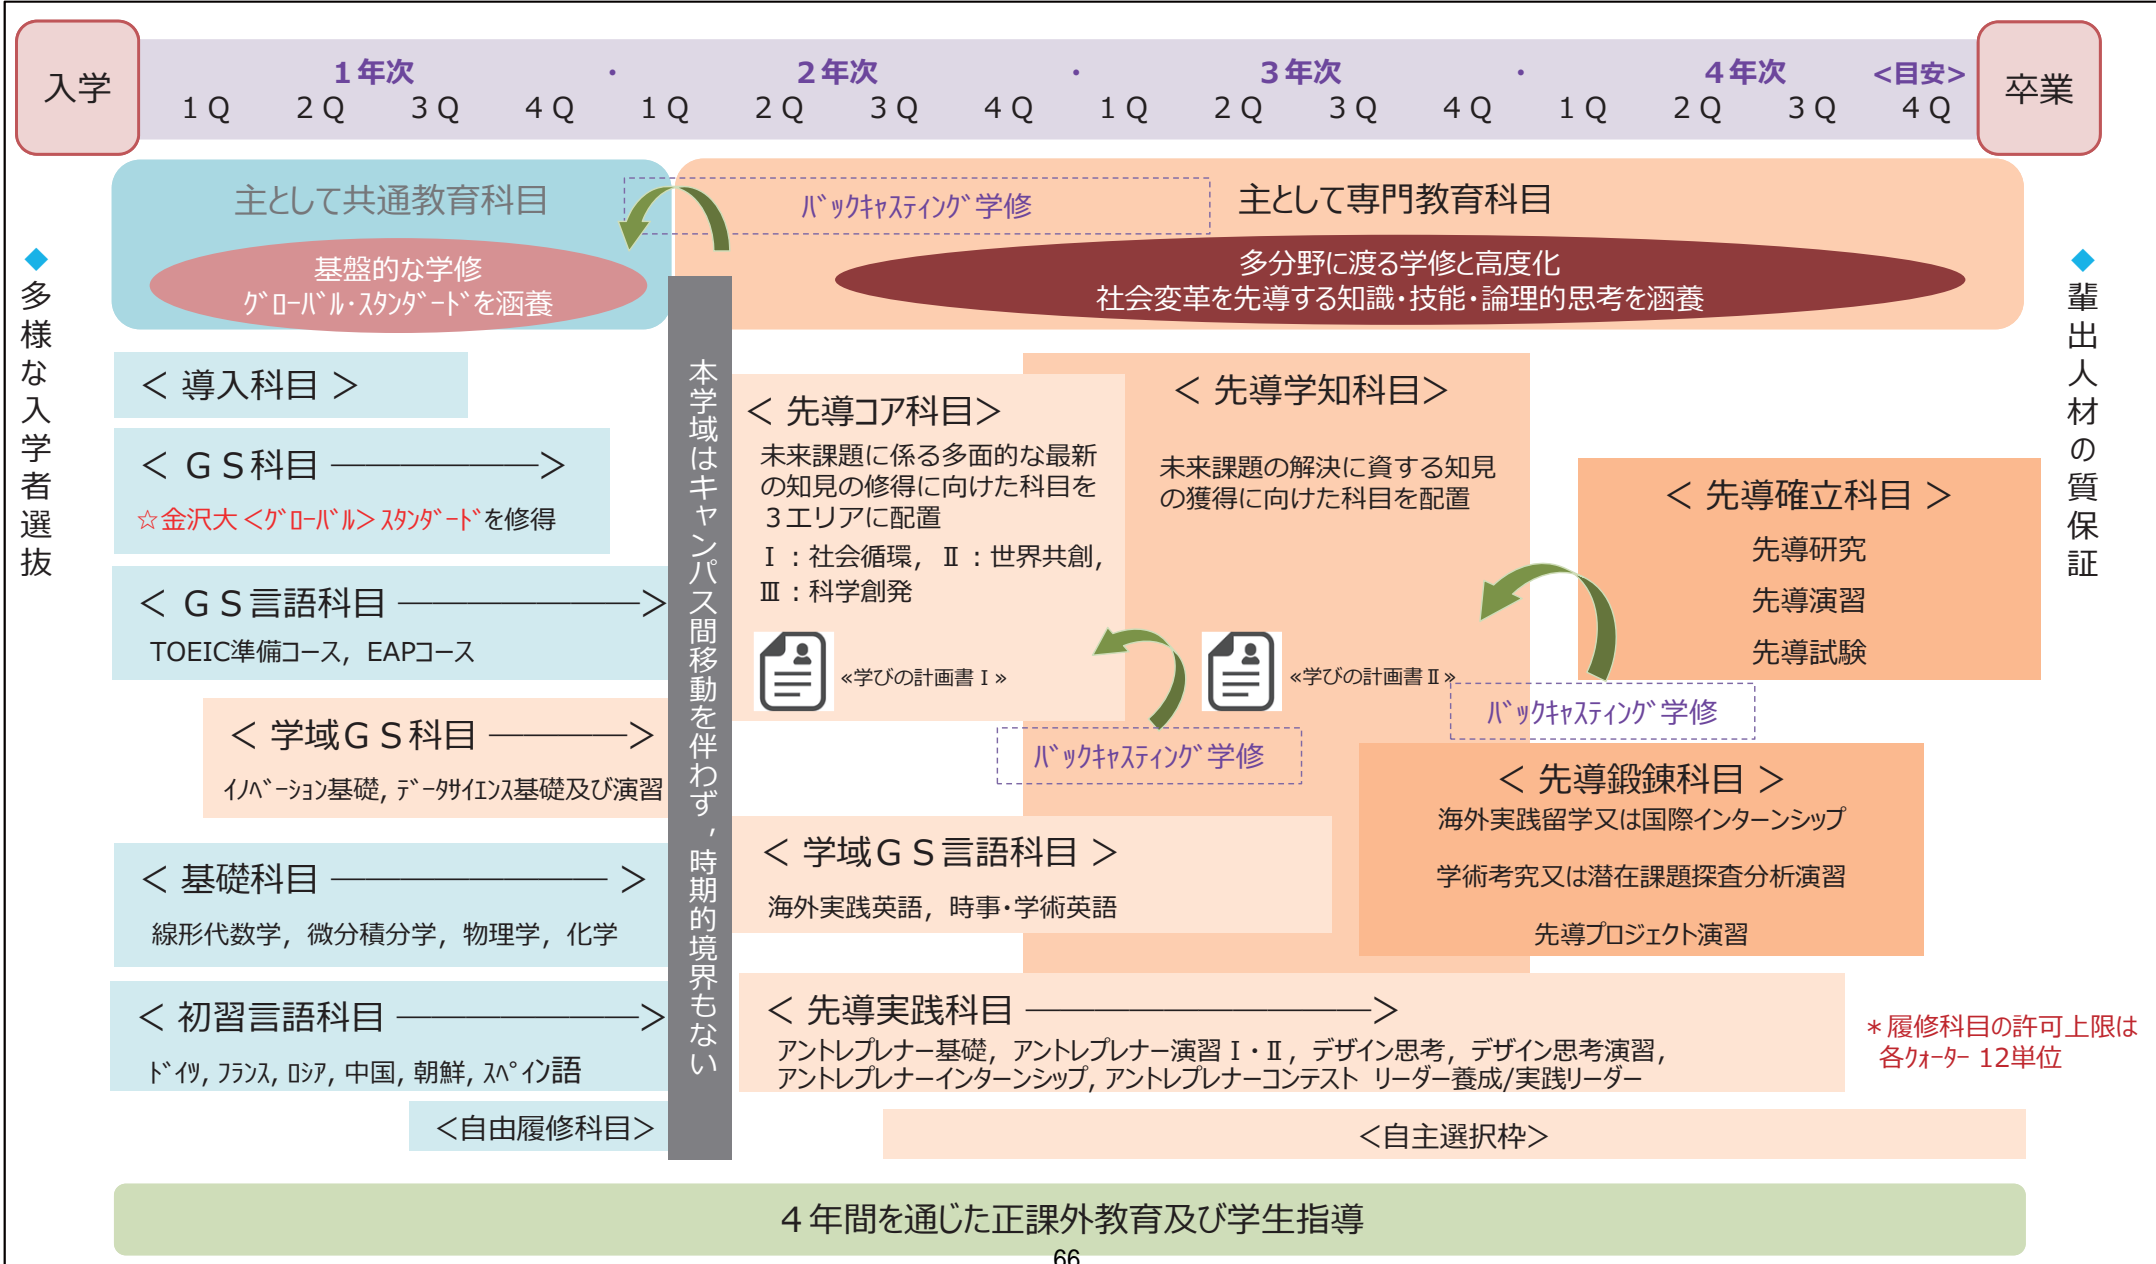 入学
1年次 ・ 2年次 ・ 3年次 ・ 4年次 <目安>
1Q 2Q 3Q 4Q 1Q 2Q 3Q 4Q 1Q 2Q 3Q 4Q 1Q 2Q 3Q 4Q
卒業
主として共通教育科目
バックキャスティング学修
主として専門教育科目
基盤的な学修
グローバル・スタンダードを涵養
多分野に渡る学修と高度化
社会変革を先導する知識・技能・論理的思考を涵養
◆多様な入学者選抜
◆輩出人材の質保証
＜ 導入科目 ＞
＜ ＧＳ科目 ――――――＞
☆金沢大＜グローバル＞スタンダードを修得
＜ ＧＳ言語科目 ―――――――＞
TOEIC準備コース，EAPコース
＜ 学域ＧＳ科目 ――――＞
イノベーション基礎，データサイエンス基礎及び演習
＜ 基礎科目 ―――――――― ＞
線形代数学，微分積分学，物理学，化学
＜ 初習言語科目 ―――――――＞
ドイツ，フランス，ロシア，中国，朝鮮，スペイン語
＜自由履修科目＞
本学域はキャンパス間移動を伴わず，時期的境界もない
＜ 先導コア科目＞
未来課題に係る多面的な最新
の知見の修得に向けた科目を
３エリアに配置
Ⅰ：社会循環，Ⅱ：世界共創，
Ⅲ：科学創発
«学びの計画書Ⅰ»
＜ 先導学知科目＞
未来課題の解決に資する知見
の獲得に向けた科目を配置
«学びの計画書Ⅱ»
バックキャスティング学修
＜ 先導確立科目 ＞
先導研究
先導演習
先導試験
バックキャスティング学修
＜ 先導鍛錬科目 ＞
海外実践留学又は国際インターンシップ
学術考究又は潜在課題探査分析演習
先導プロジェクト演習
＜ 学域ＧＳ言語科目 ＞
海外実践英語，時事・学術英語
＜ 先導実践科目 ――――――――――＞
アントレプレナー基礎，アントレプレナー演習Ⅰ・Ⅱ，デザイン思考，デザイン思考演習，
アントレプレナーインターンシップ，アントレプレナーコンテスト リーダー養成/実践リーダー
＊履修科目の許可上限は
各クォーター 12単位
＜自主選択枠＞
４年間を通じた正課外教育及び学生指導
66